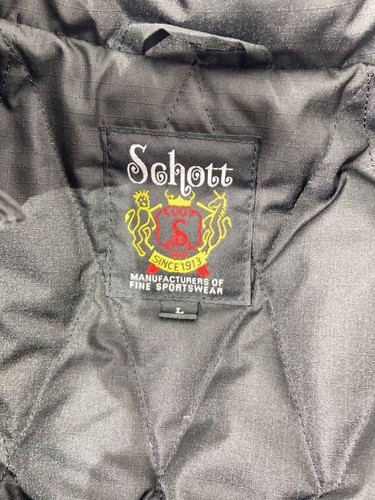 Schott
S
SINCE 1913
MANUFACTURERS OF
FINE SPORTSWEAR
L